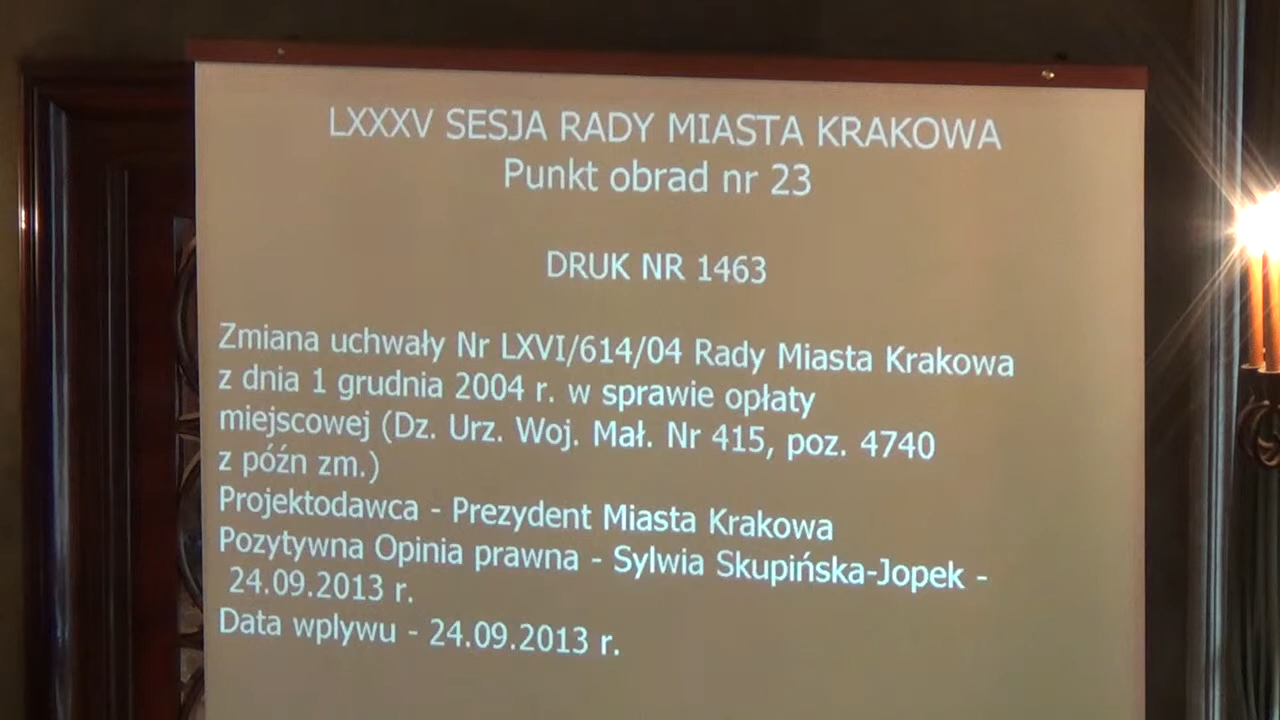 LXXXV SESJA RADY MIASTA KRAKOWA
Punkt obrad nr 23
DRUK NR 1463
Zmiana uchwały Nr LXVI/614/04 Rady Miasta Krakowa
z dnia 1 grudnia 2004 r. w sprawie opłaty
miejscowej (Dz. Urz. Woj. Mał. Nr 415, poz. 4740
z późn zm.)
Projektodawca - Prezydent Miasta Krakowa
Pozytywna Opinia prawna - Sylwia Skupińska-Jopek -
24.09.2013 r.
Data wplywu - 24.09.2013 r.